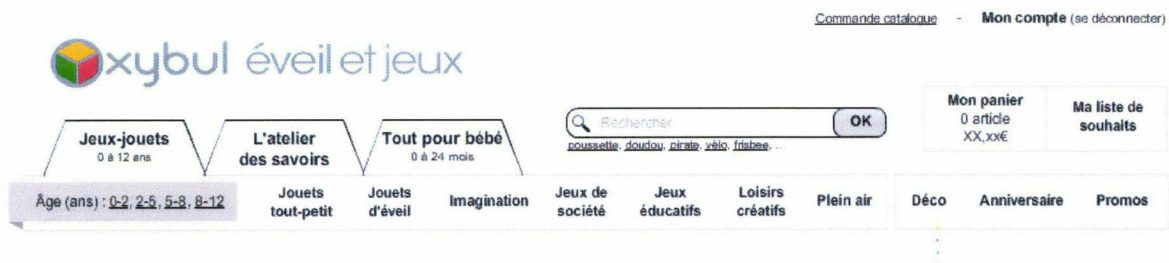 Commande catalogue - Mon compte (se déconnecter)
Oxybul éveil et jeux
Mon panier
0 article
XX,xx€
Ma liste de
souhaits
Jeux-jouets
0 à 12 ans
L'atelier
des savoirs
Tout pour bébé
0 à 24 mois
Rechercher
OK
poussette, doudou, pirate, vélo, frisbee, ...
Âge (ans) : 0-2, 2-5, 5-8, 8-12
Jouets
tout-petit
Jouets
d'éveil
Imagination
Jeux de
société
Jeux
éducatifs
Loisirs
créatifs
Plein air
Déco
Anniversaire
Promos